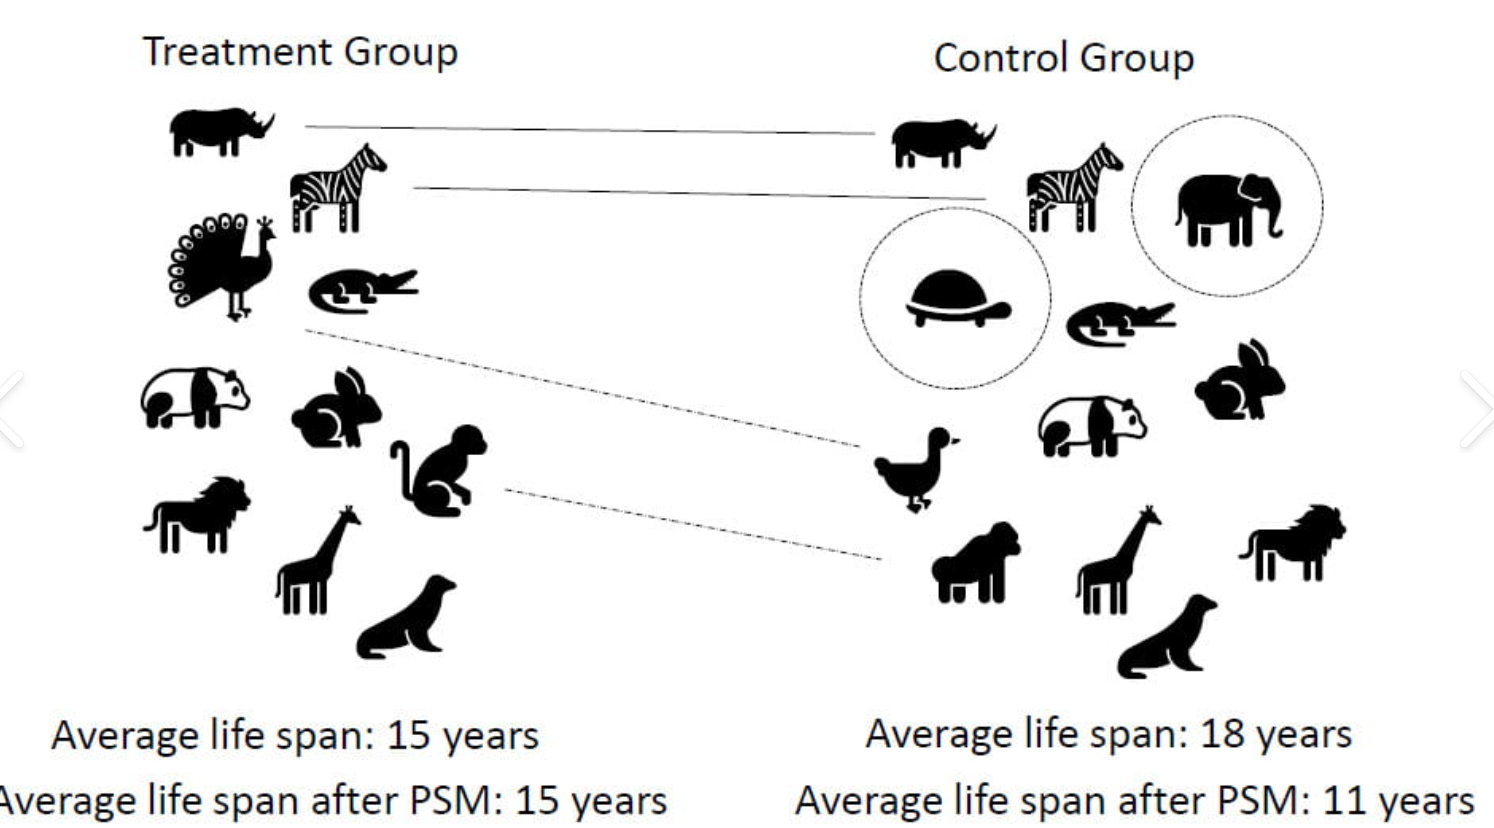 Treatment Group
Control Group
Average life span: 15 years
Average life span: 18 years
Average life span after PSM: 15 years
Average life span after PSM: 11 years